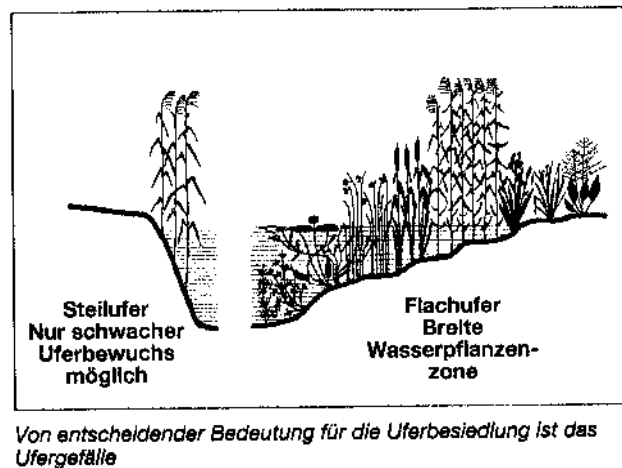 Steilufer
Nur schwacher
Uferbewuchs
möglich
Flachufer
Breite
Wasserpflanzen-
zone
Von entscheidender Bedeutung für die Uferbesiedlung ist das
Ufergefälle